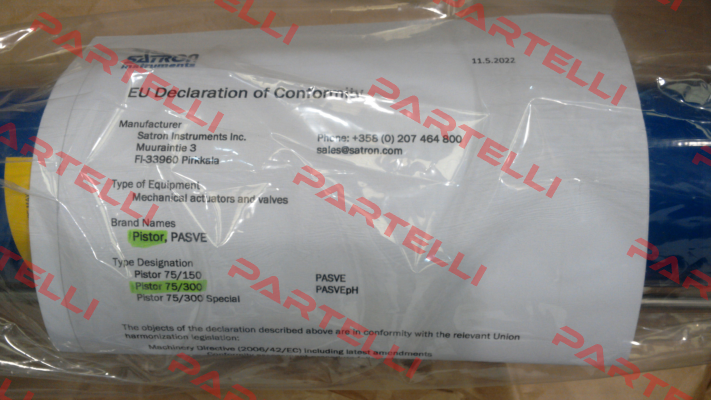 SATRON
Instruments
11.5.2022
EU Declaration of Conformity
Manufacturer
Satron Instruments Inc.
Muuraintie 3
FI-33960 Pirkkala
Phone: +358 (0) 207 464 800
sales@satron.com
Type of Equipment
Mechanical actuators and valves
Brand Names
Pistor, PASVE
Type Designation
Pistor 75/150 PASVE
Pistor 75/300 PASVEpH
Pistor 75/300 Special
The objects of the declaration described above are in conformity with the relevant Union
harmonization legislation:
Machinery Directive (2006/42/EC) including latest amendments
PARTELLI
PARTELLI
PARTELLI
PARTELLI
PARTELLI
PARTELLI
PARTELLI
PARTELLI